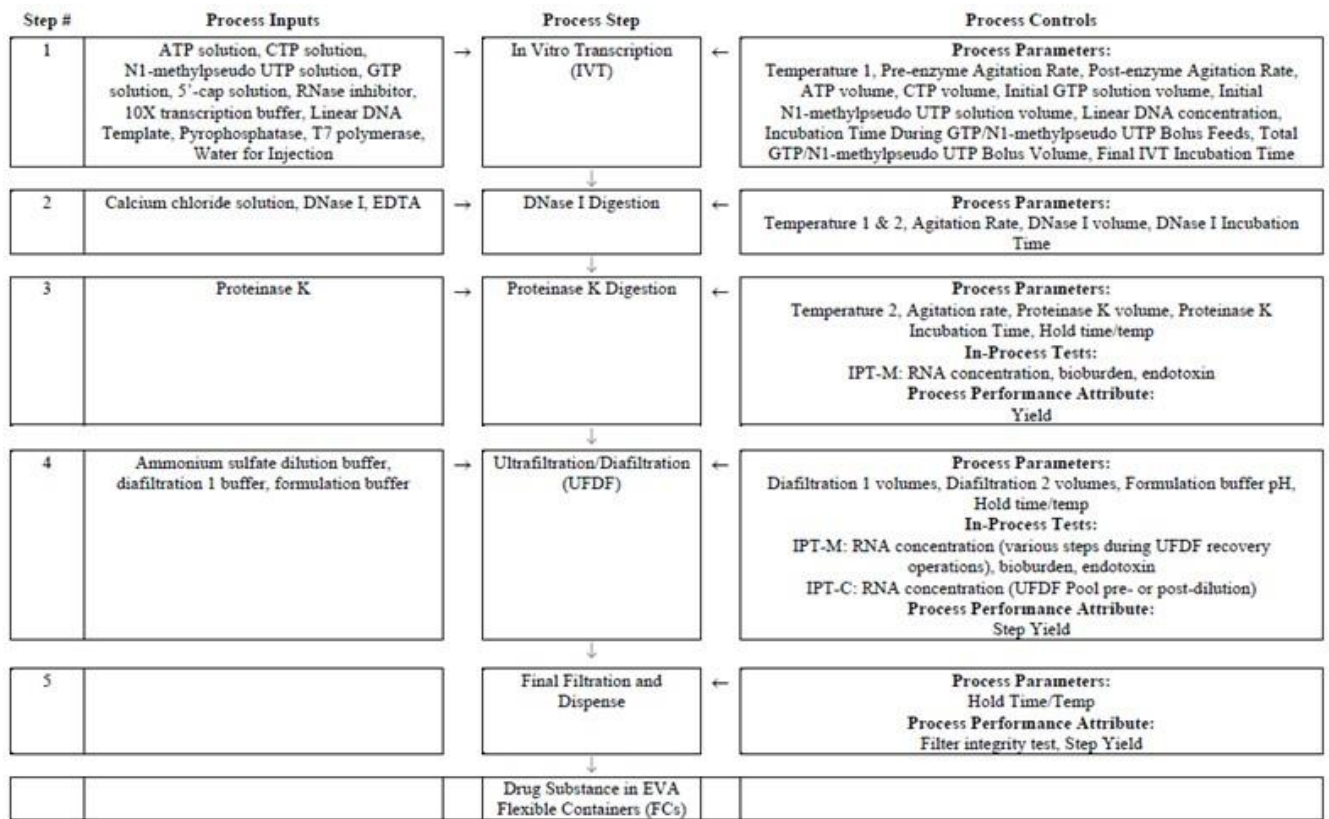 Step #
Process Inputs
Process Step
Process Controls
1
ATP solution, CTP solution,
N1-methylpseudo UTP solution, GTP
solution, 5’-cap solution, RNase inhibitor,
10X transcription buffer, Linear DNA
Template, Pyrophosphatase, T7 polymerase,
Water for Injection
→
In Vitro Transcription
(IVT)
←
Process Parameters:
Temperature 1, Pre-enzyme Agitation Rate, Post-enzyme Agitation Rate,
ATP volume, CTP volume, Initial GTP solution volume, Initial
N1-methylpseudo UTP solution volume, Linear DNA concentration,
Incubation Time During GTP/N1-methylpseudo UTP Bolus Feeds, Total
GTP/N1-methylpseudo UTP Bolus Volume, Final IVT Incubation Time
↓
2
Calcium chloride solution, DNase I, EDTA
→
DNase I Digestion
←
Process Parameters:
Temperature 1 & 2, Agitation Rate, DNase I volume, DNase I Incubation
Time
↓
3
Proteinase K
→
Proteinase K Digestion
←
Process Parameters:
Temperature 2, Agitation rate, Proteinase K volume, Proteinase K
Incubation Time, Hold time/temp
In-Process Tests:
IPT-M: RNA concentration, bioburden, endotoxin
Process Performance Attribute:
Yield
↓
4
Ammonium sulfate dilution buffer,
diafiltration 1 buffer, formulation buffer
→
Ultrafiltration/Diafiltration
(UFDF)
←
Process Parameters:
Diafiltration 1 volumes, Diafiltration 2 volumes, Formulation buffer pH,
Hold time/temp
In-Process Tests:
IPT-M: RNA concentration (various steps during UFDF recovery
operations), bioburden, endotoxin
IPT-C: RNA concentration (UFDF Pool pre- or post-dilution)
Process Performance Attribute:
Step Yield
↓
5
Final Filtration and
Dispense
←
Process Parameters:
Hold Time/Temp
Process Performance Attribute:
Filter integrity test, Step Yield
↓
Drug Substance in EVA
Flexible Containers (FCs)